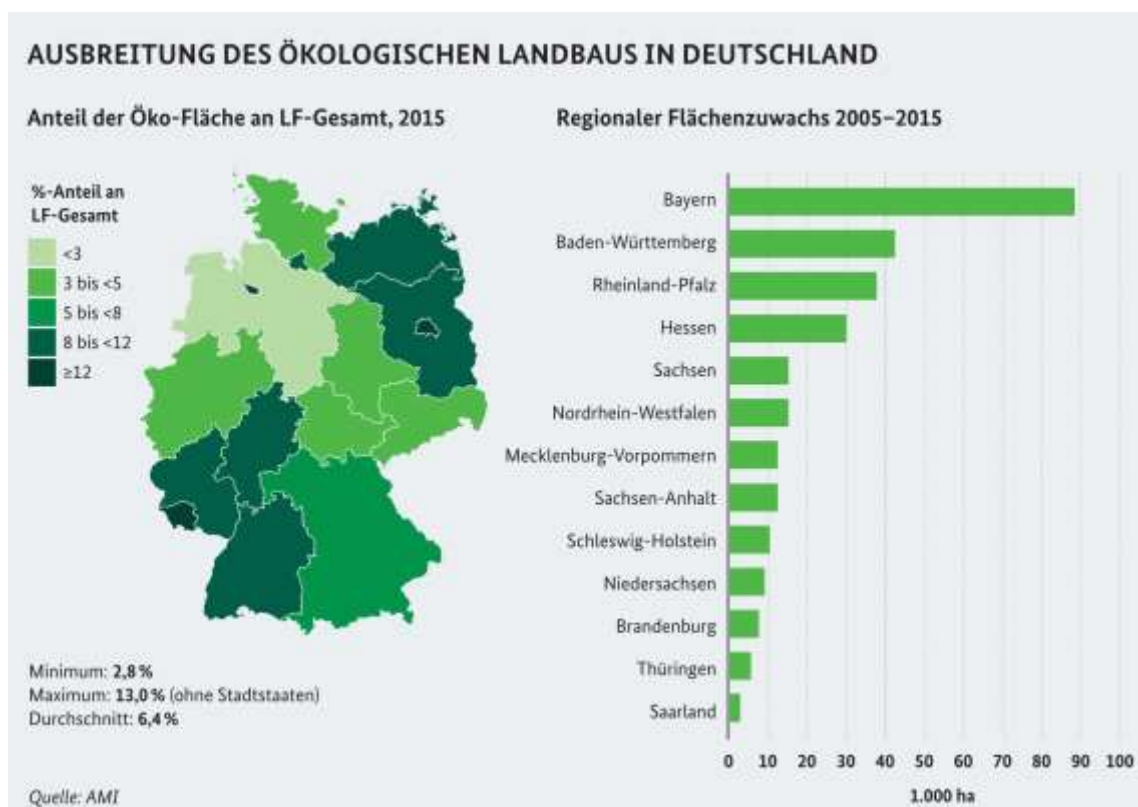 AUSBREITUNG DES ÖKOLOGISCHEN LANDBAUS IN DEUTSCHLAND
Anteil der Öko-Fläche an LF-Gesamt, 2015
%-Anteil an
LF-Gesamt
<3
3 bis <5
5 bis <8
8 bis <12
≥12
Minimum: 2,8 %
Maximum: 13,0 % (ohne Stadtstaaten)
Durchschnitt: 6,4 %
Quelle: AMI
Regionaler Flächenzuwachs 2005–2015
Bayern
Baden-Württemberg
Rheinland-Pfalz
Hessen
Sachsen
Nordrhein-Westfalen
Mecklenburg-Vorpommern
Sachsen-Anhalt
Schleswig-Holstein
Niedersachsen
Brandenburg
Thüringen
Saarland
0 10 20 30 40 50 60 70 80 90 100
1.000 ha